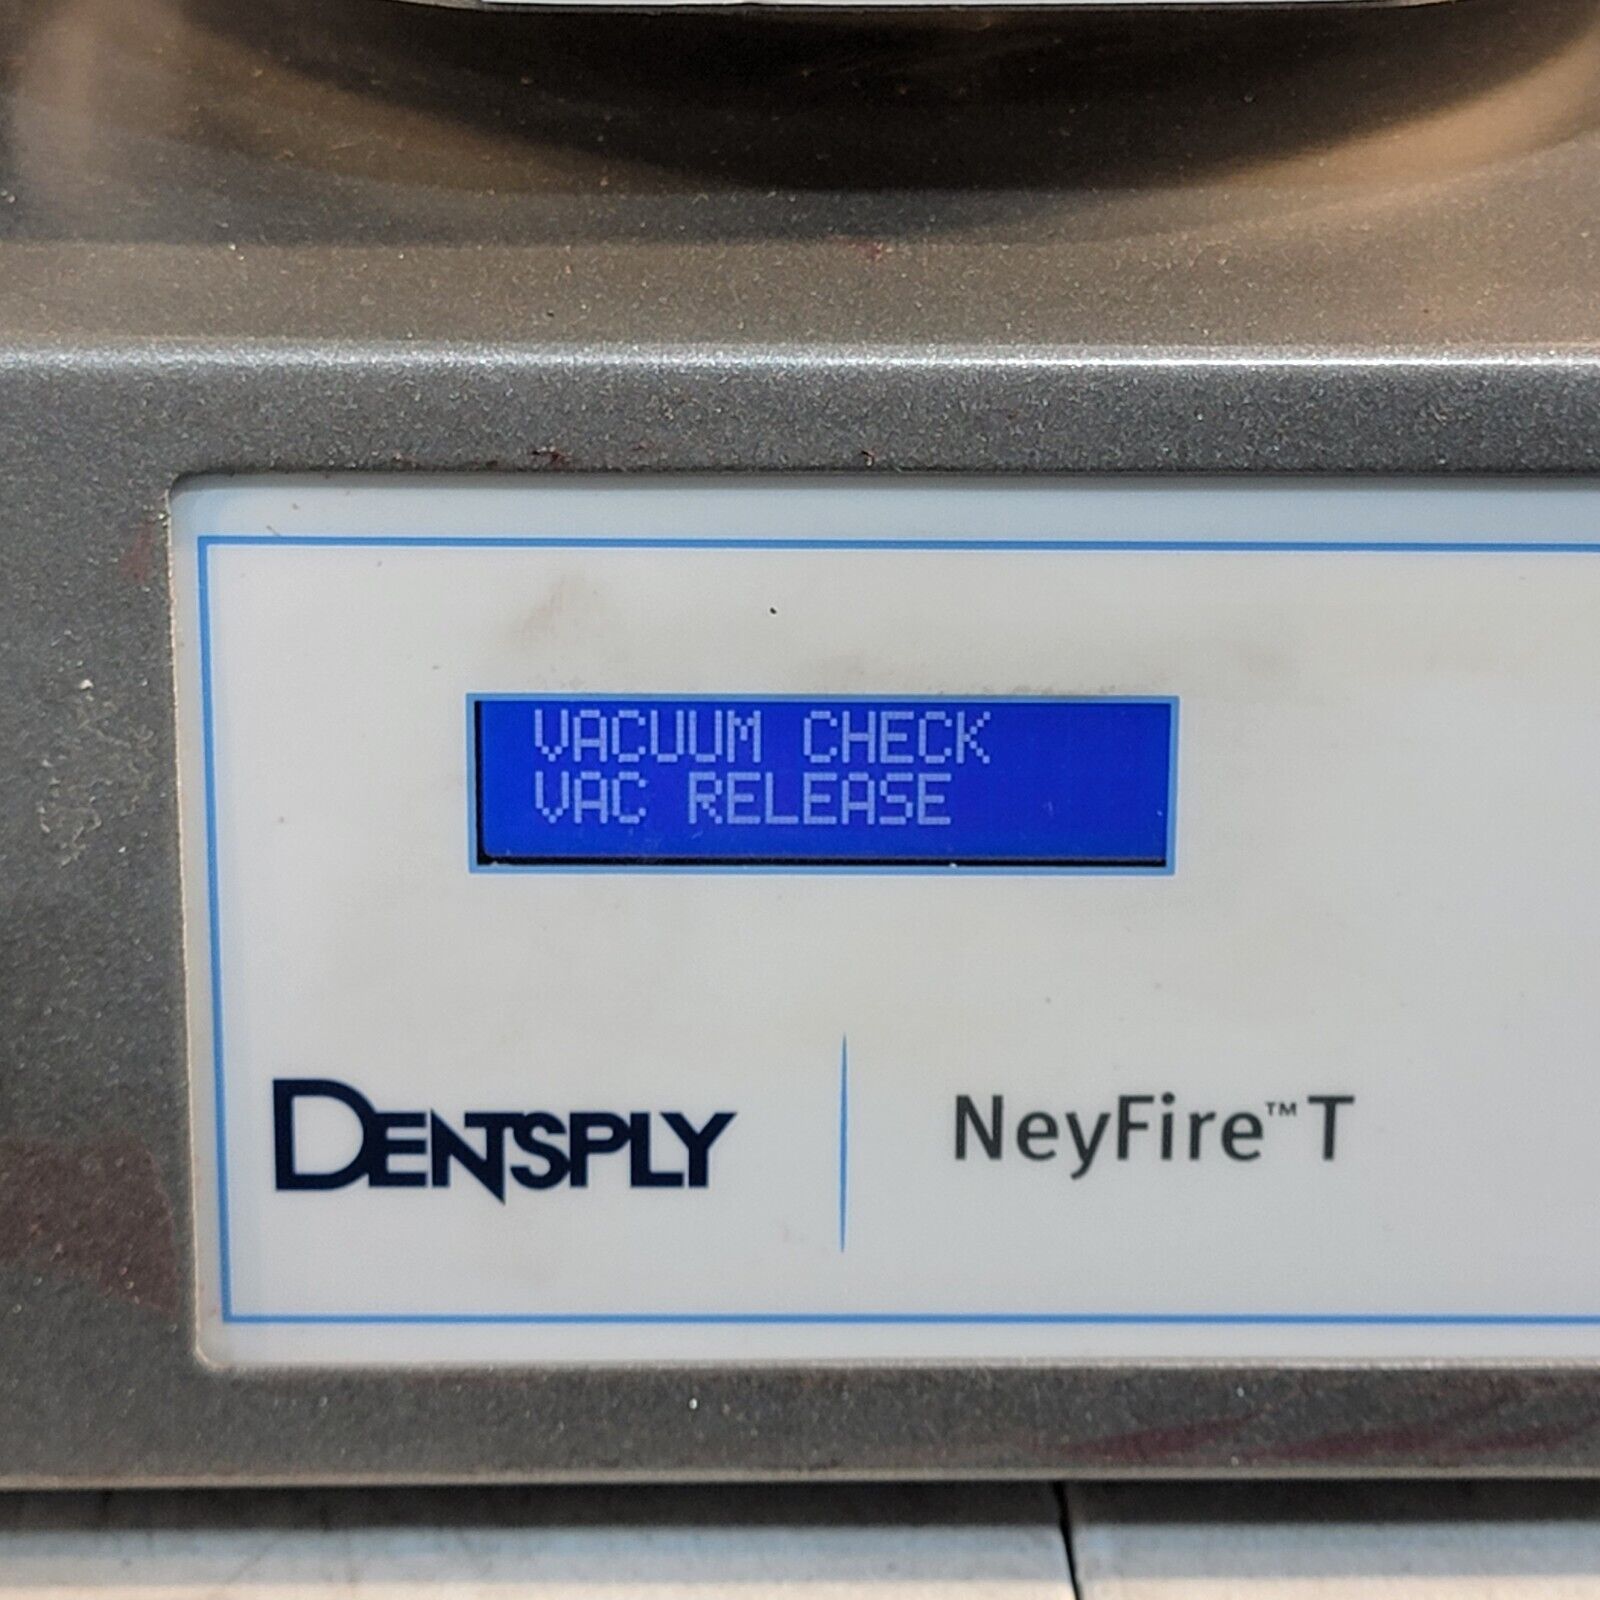 VACUUM CHECK
VAC RELEASE
DENTSPLY
NeyFire™ T